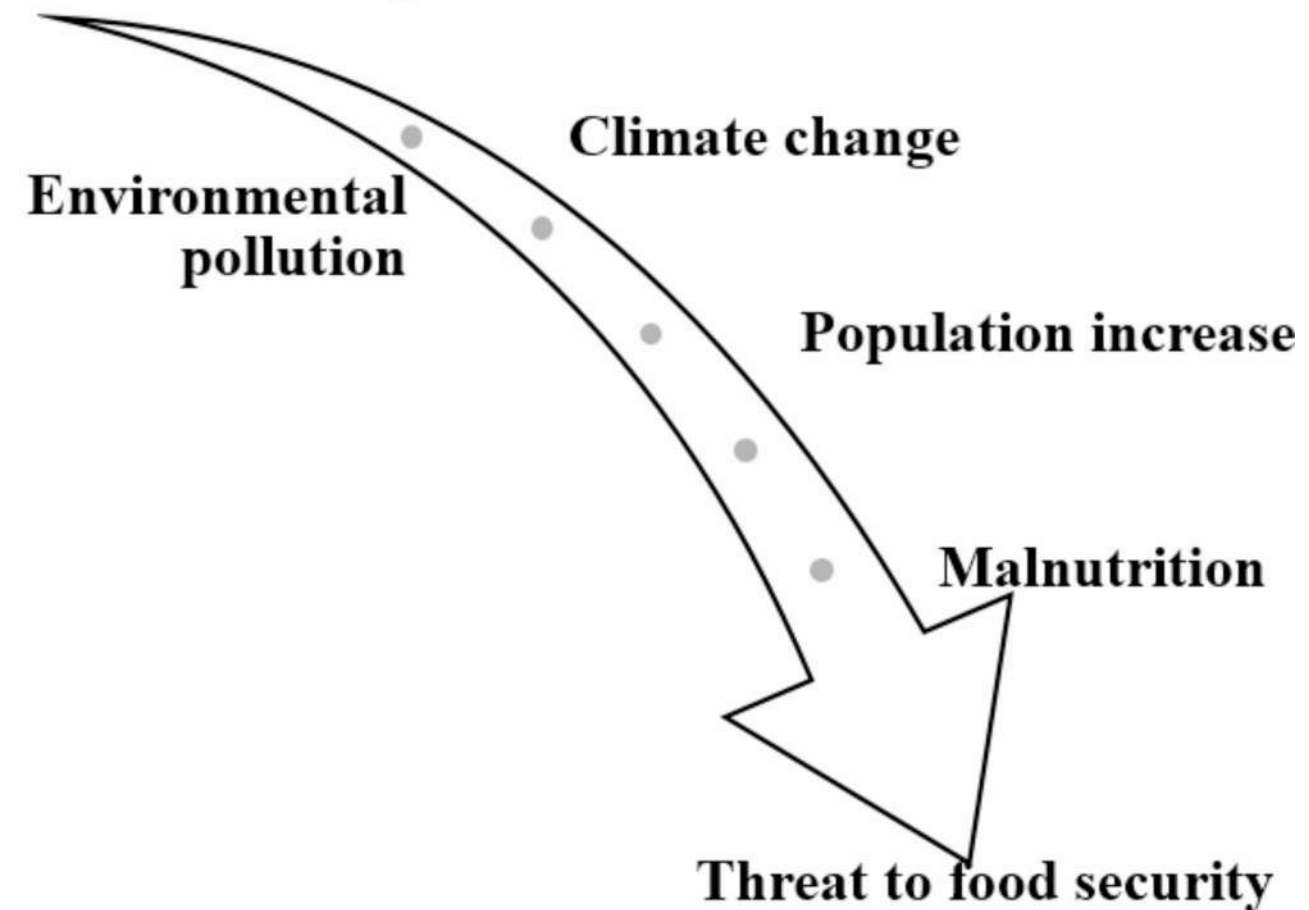 Climate change
Environmental
pollution
Population increase
Malnutrition
Threat to food security